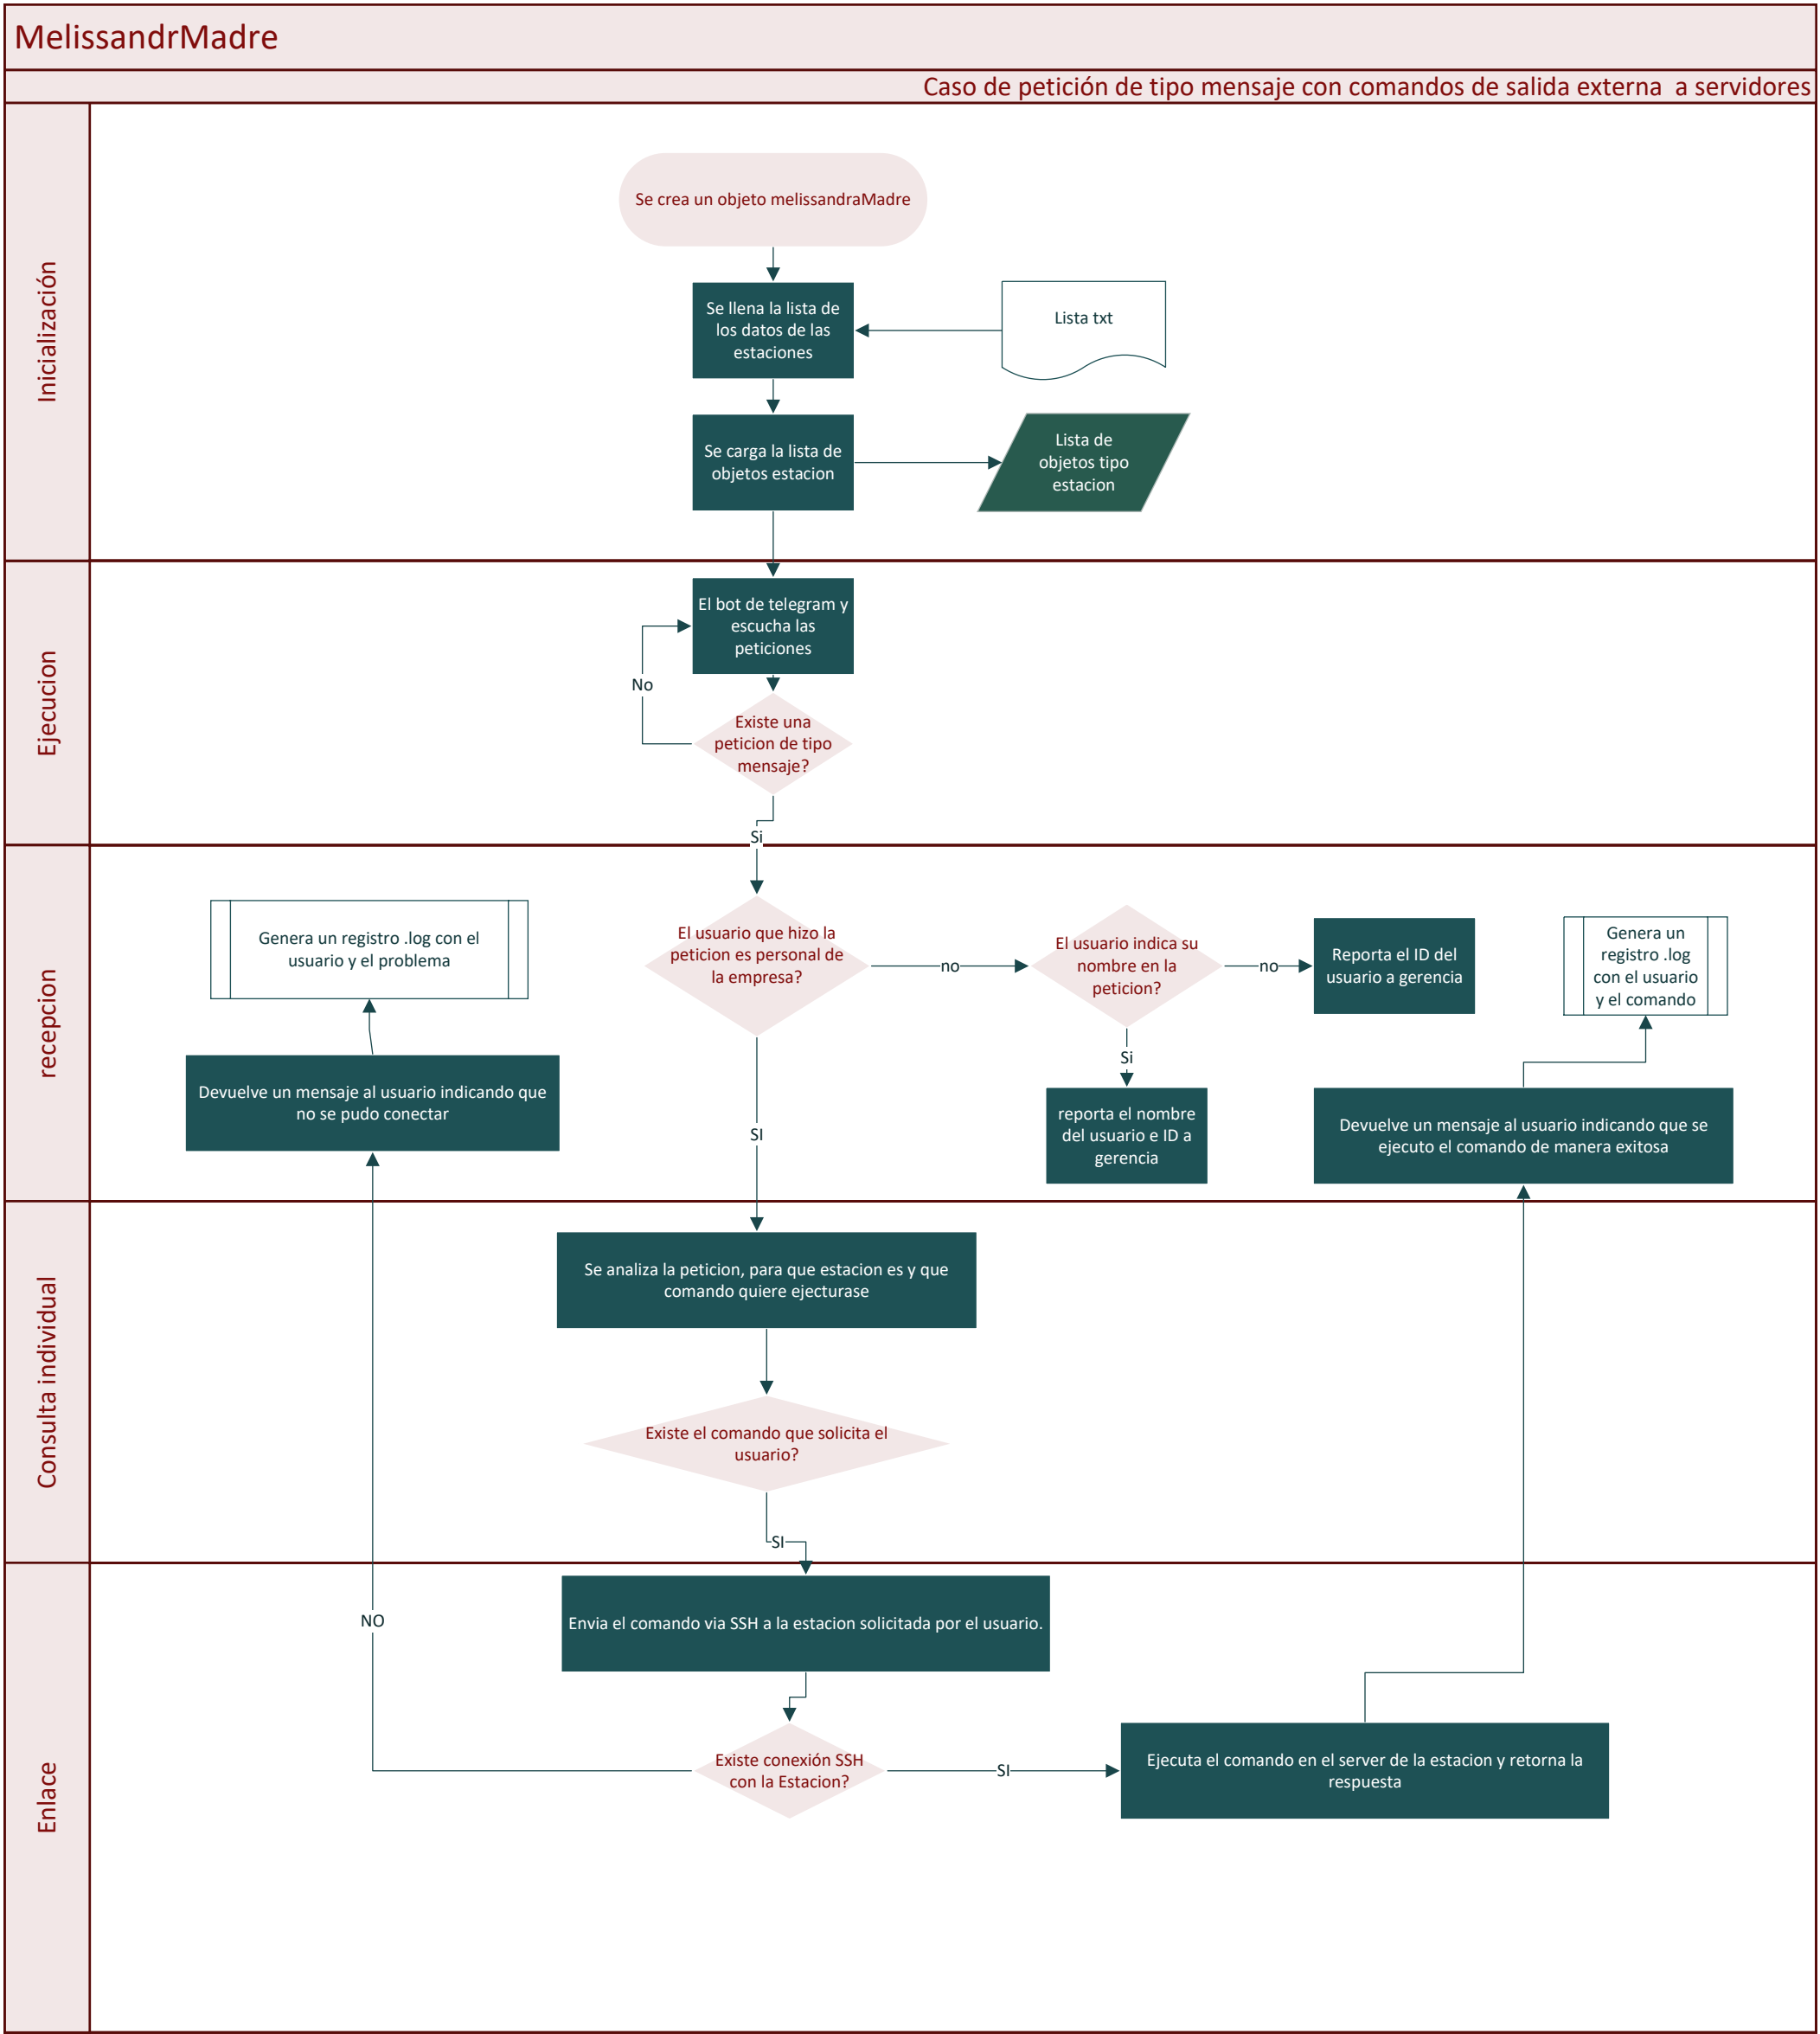 MelissandrMadre
Caso de petición de tipo mensaje con comandos de salida externa  a servidores
Inicialización
Se crea un objeto melissandraMadre
Se llena la lista de
los datos de las
estaciones
Lista txt
Se carga la lista de
objetos estacion
Lista de
objetos tipo
estacion
Ejecucion
El bot de telegram y
escucha las
peticiones
No
Existe una
peticion de tipo
mensaje?
Si
recepcion
Genera un registro .log con el
usuario y el problema
El usuario que hizo la
peticion es personal de
la empresa?
no
El usuario indica su
nombre en la
peticion?
no
Reporta el ID del
usuario a gerencia
Genera un
registro .log
con el usuario
y el comando
Devuelve un mensaje al usuario indicando que
no se pudo conectar
SI
Si
reporta el nombre
del usuario e ID a
gerencia
Devuelve un mensaje al usuario indicando que se
ejecuto el comando de manera exitosa
Consulta individual
Se analiza la peticion, para que estacion es y que
comando quiere ejecturase
Existe el comando que solicita el
usuario?
SI
Enlace
NO
Envia el comando via SSH a la estacion solicitada por el usuario.
Existe conexión SSH
con la Estacion?
SI
Ejecuta el comando en el server de la estacion y retorna la
respuesta